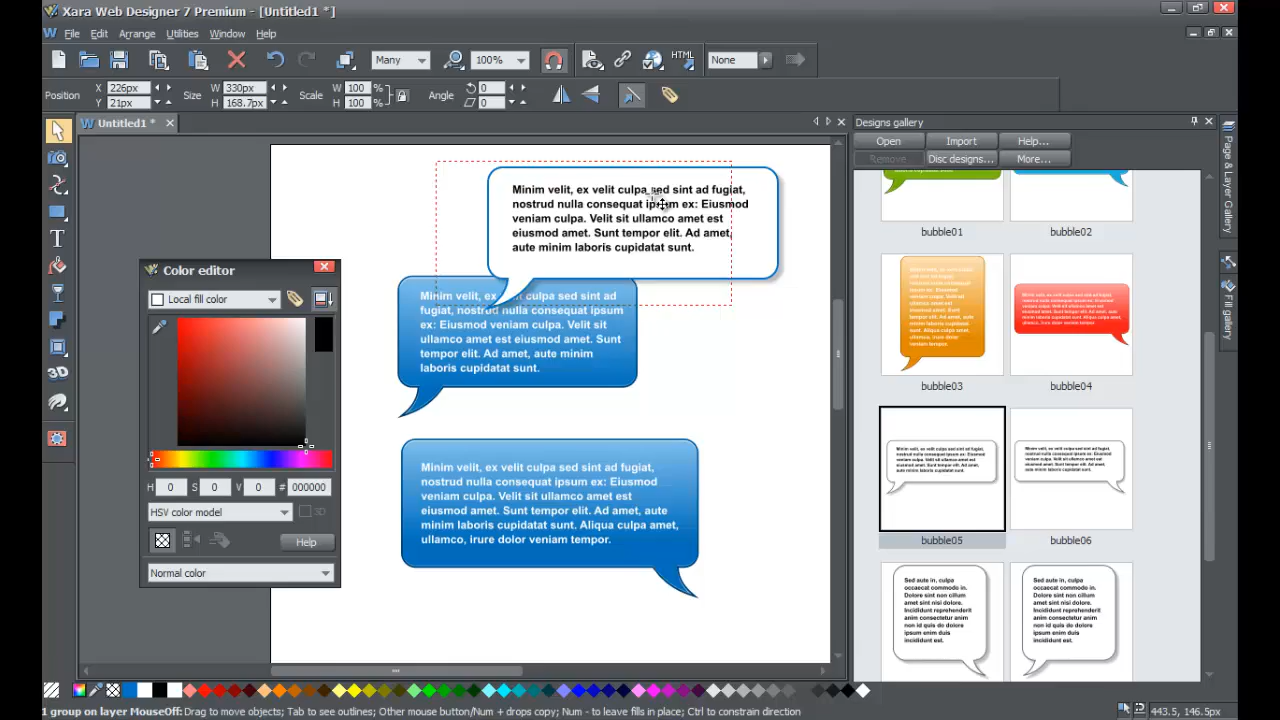 Xara Web Designer 7 Premium - [Untitled1 *]
File Edit Arrange Utilities Window Help
Many 100% HTML None
Position X 226px Y 21px Size W 330px H 168.7px Scale W 100 % H 100 % Angle 0 0
Untitled1 *
Designs gallery
Open Import Help...
Remove Disc designs... More...
Page & Layer Gallery
Fill gallery
bubble01 bubble02
bubble03 bubble04
bubble05 bubble06
Minim velit, ex velit culpa sed sint ad fugiat,
nostrud nulla consequat ipsum ex: Eiusmod
veniam culpa. Velit sit ullamco amet est
eiusmod amet. Sunt tempor elit. Ad amet,
aute minim laboris cupidatat sunt.
Minim velit, ex velit culpa sed sint ad
fugiat, nostrud nulla consequat ipsum
ex: Eiusmod veniam culpa. Velit sit
ullamco amet est eiusmod amet. Sunt
tempor elit. Ad amet, aute minim
laboris cupidatat sunt.
Minim velit, ex velit culpa sed sint ad fugiat,
nostrud nulla consequat ipsum ex: Eiusmod
veniam culpa. Velit sit ullamco amet est
eiusmod amet. Sunt tempor elit. Ad amet, aute
minim laboris cupidatat sunt. Aliqua culpa amet,
ullamco, irure dolor veniam tempor.
Color editor
Local fill color
H 0 S 0 V 0 # 000000
HSV color model 3D
Help
Normal color
3D
Sed aute in, culpa
occaecat commodo in.
Dolore sint non cillum
amet sint nisi dolore.
Incididunt reprehenderit
anim consectetur anim
non id quis do dolore
ipsum enim duis
incididunt est.
Sed aute in, culpa
occaecat commodo in.
Dolore sint non cillum
amet sint nisi dolore.
Incididunt reprehenderit
anim consectetur anim
non id quis do dolore
ipsum enim duis
incididunt est.
1 group on layer MouseOff: Drag to move objects; Tab to see outlines; Other mouse button/Num + drops copy; Num - to leave fills in place; Ctrl to constrain direction
443.5, 146.5px